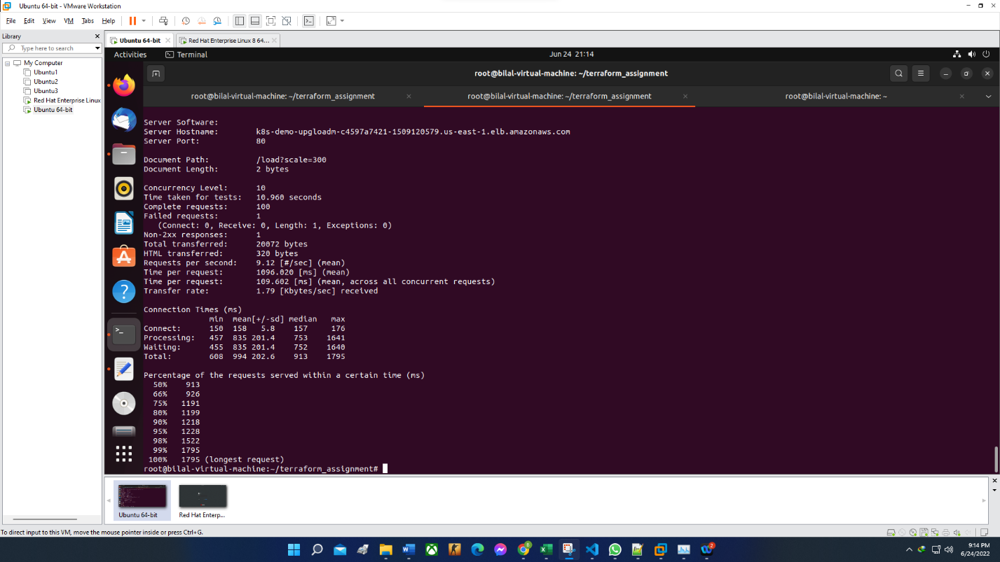 Ubuntu 64-bit - VMware Workstation
File Edit View VM Tabs Help
Library
Type here to search
My Computer
Ubuntu1
Ubuntu2
Ubuntu3
Red Hat Enterprise Linux
Ubuntu 64-bit
Ubuntu 64-bit
Red Hat Enterprise Linux 8 64...
Activities Terminal Jun 24 21:14
root@bilal-virtual-machine: ~/terraform_assignment
root@bilal-virtual-machine: ~/terraform_assignment root@bilal-virtual-machine: ~/terraform_assignment root@bilal-virtual-machine: ~
Server Software:
Server Hostname: k8s-demo-upgloadm-c4597a7421-1509120579.us-east-1.elb.amazonaws.com
Server Port: 80
Document Path: /load?scale=300
Document Length: 2 bytes
Concurrency Level: 10
Time taken for tests: 10.960 seconds
Complete requests: 100
Failed requests: 1
(Connect: 0, Receive: 0, Length: 1, Exceptions: 0)
Non-2xx responses: 1
Total transferred: 20072 bytes
HTML transferred: 320 bytes
Requests per second: 9.12 [#/sec] (mean)
Time per request: 1096.020 [ms] (mean)
Time per request: 109.602 [ms] (mean, across all concurrent requests)
Transfer rate: 1.79 [Kbytes/sec] received
Connection Times (ms)
min mean[+/-sd] median max
Connect: 150 158 5.8 157 176
Processing: 457 835 201.4 753 1641
Waiting: 455 835 201.4 752 1640
Total: 608 994 202.6 913 1795
Percentage of the requests served within a certain time (ms)
50% 913
66% 926
75% 1191
80% 1199
90% 1218
95% 1228
98% 1522
99% 1795
100% 1795 (longest request)
root@bilal-virtual-machine:~/terraform_assignment#
Ubuntu 64-bit
Red Hat Enterp...
To direct input to this VM, move the mouse pointer inside or press Ctrl+G.
9:14 PM
6/24/2022